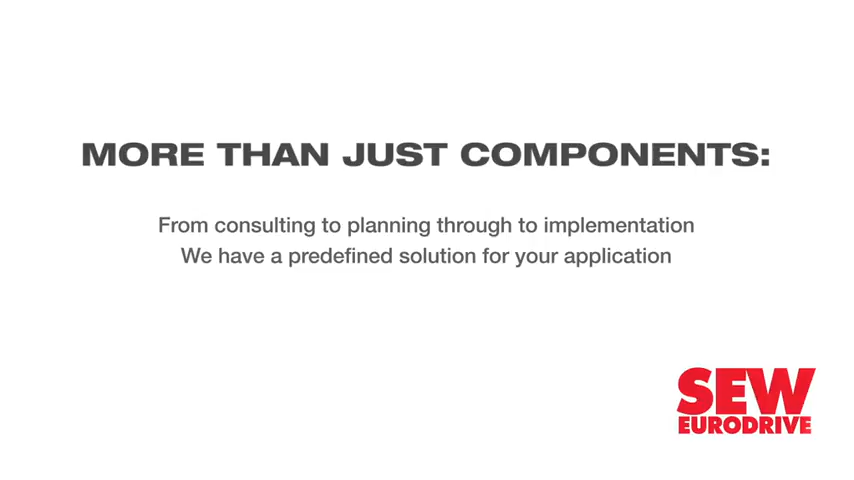 MORE THAN JUST COMPONENTS:
From consulting to planning through to implementation
We have a predefined solution for your application
SEW
EURODRIVE